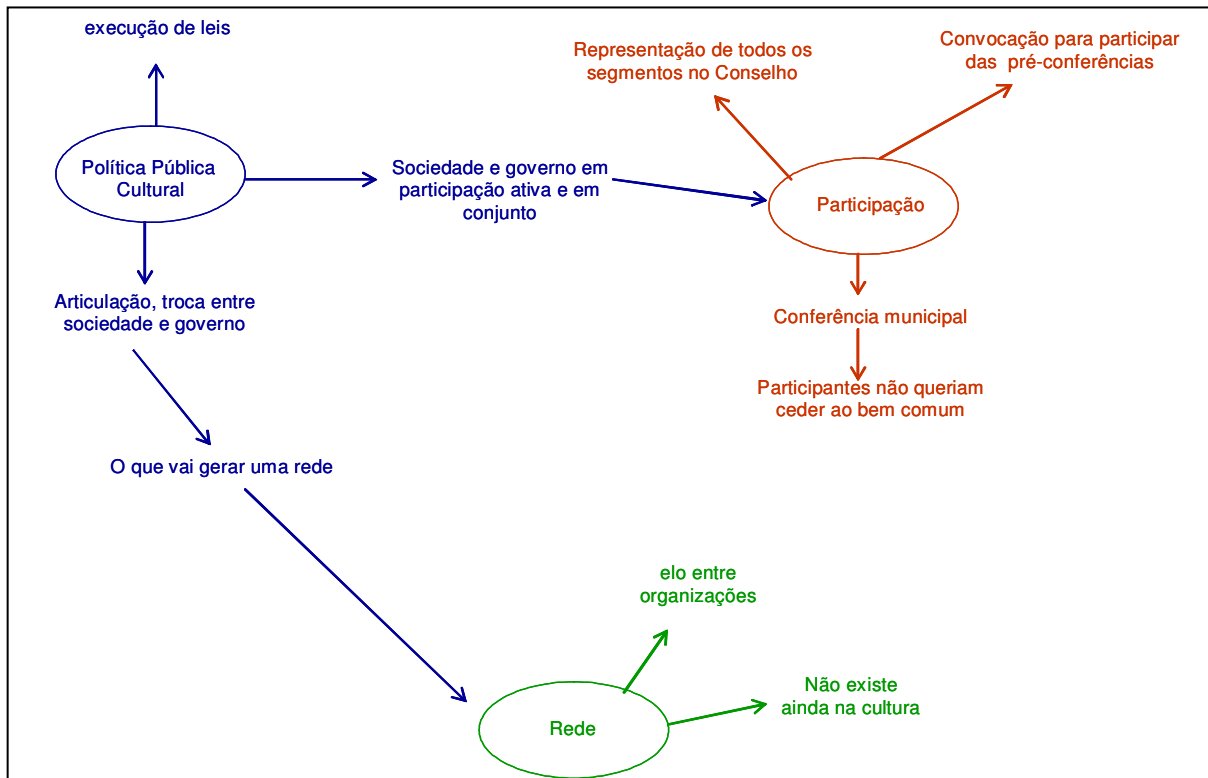 execução de leis
Representação de todos os
segmentos no Conselho
Convocação para participar
das pré-conferências
Política Pública
Cultural
Sociedade e governo em
participação ativa e em
conjunto
Participação
Articulação, troca entre
sociedade e governo
Conferência municipal
Participantes não queriam
ceder ao bem comum
O que vai gerar uma rede
elo entre
organizações
Não existe
ainda na cultura
Rede